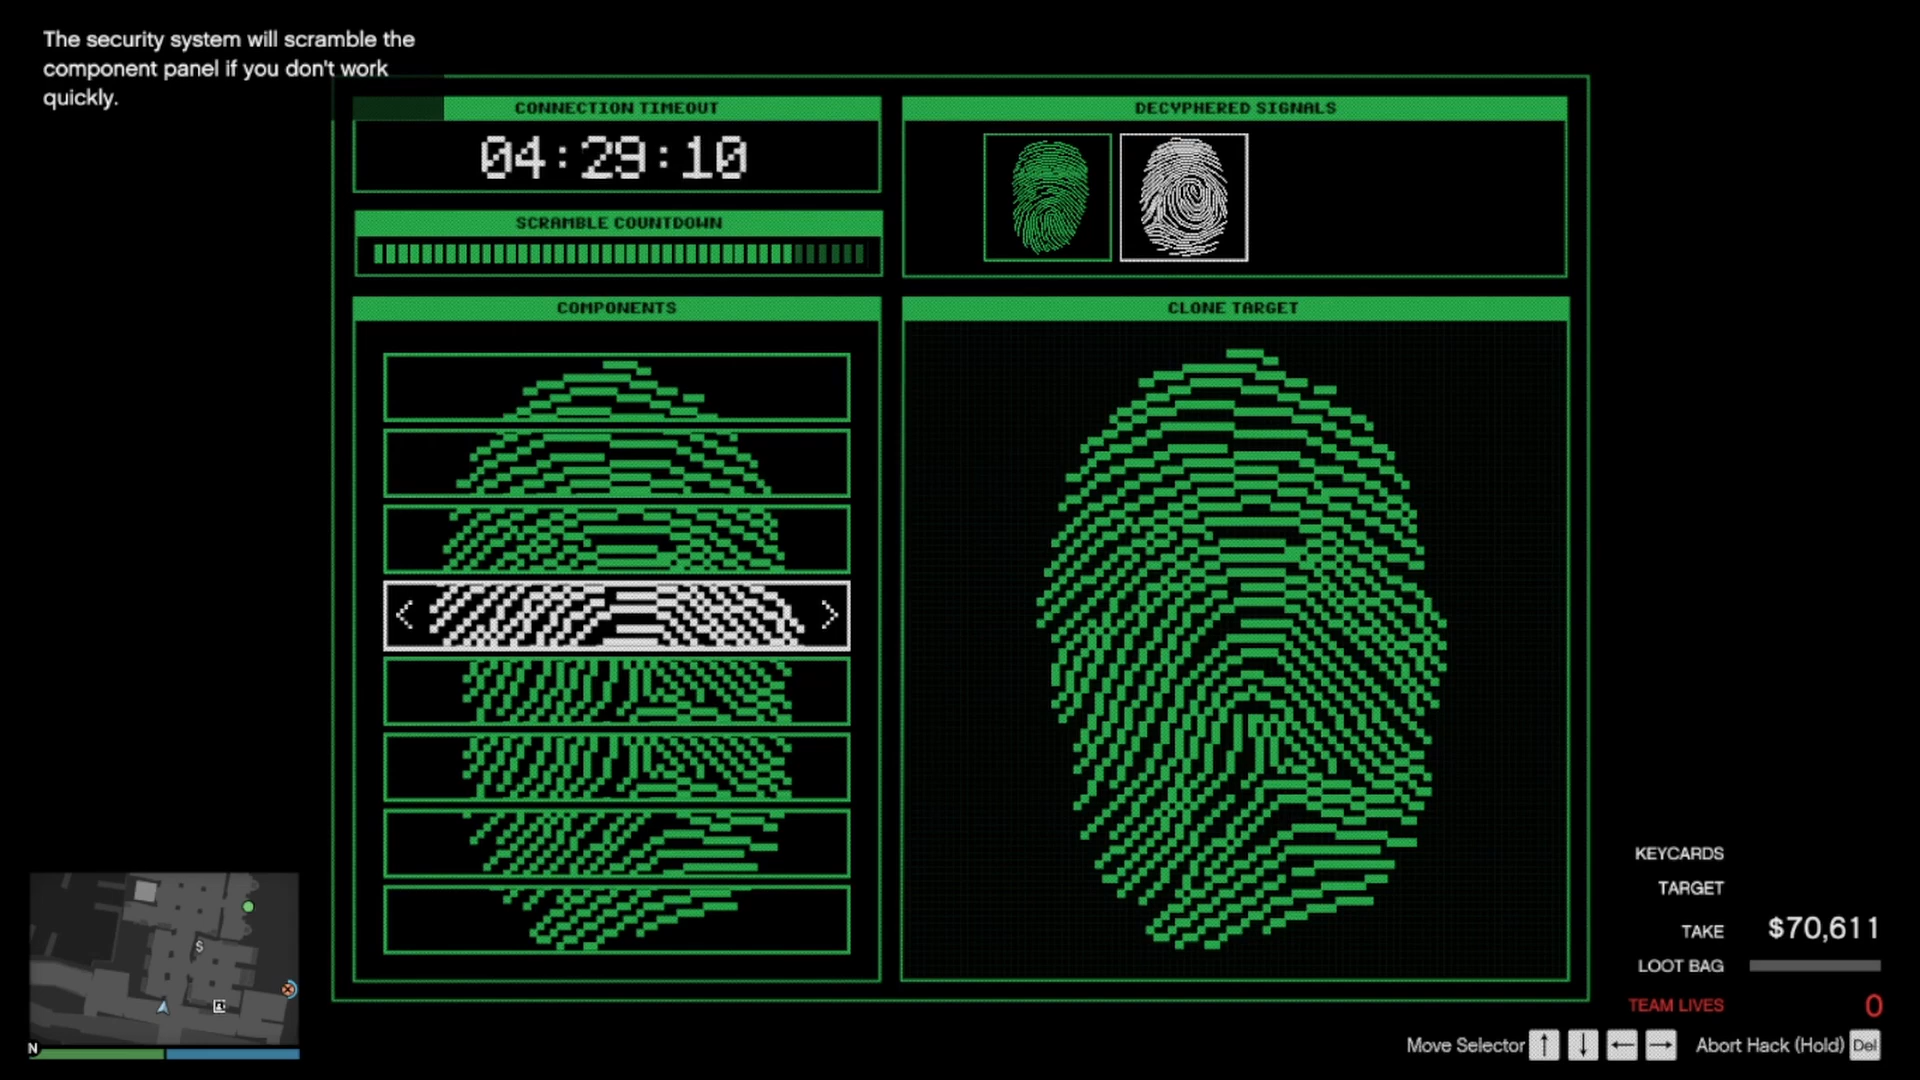 The security system will scramble the
component panel if you don't work
quickly.
CONNECTION TIMEOUT
04:29:10
SCRAMBLE COUNTDOWN
COMPONENTS
DECYPHERED SIGNALS
CLONE TARGET
KEYCARDS
TARGET
TAKE $70,611
LOOT BAG
TEAM LIVES 0
Move Selector ↑ ↓ ← → Abort Hack (Hold) Del
$
N